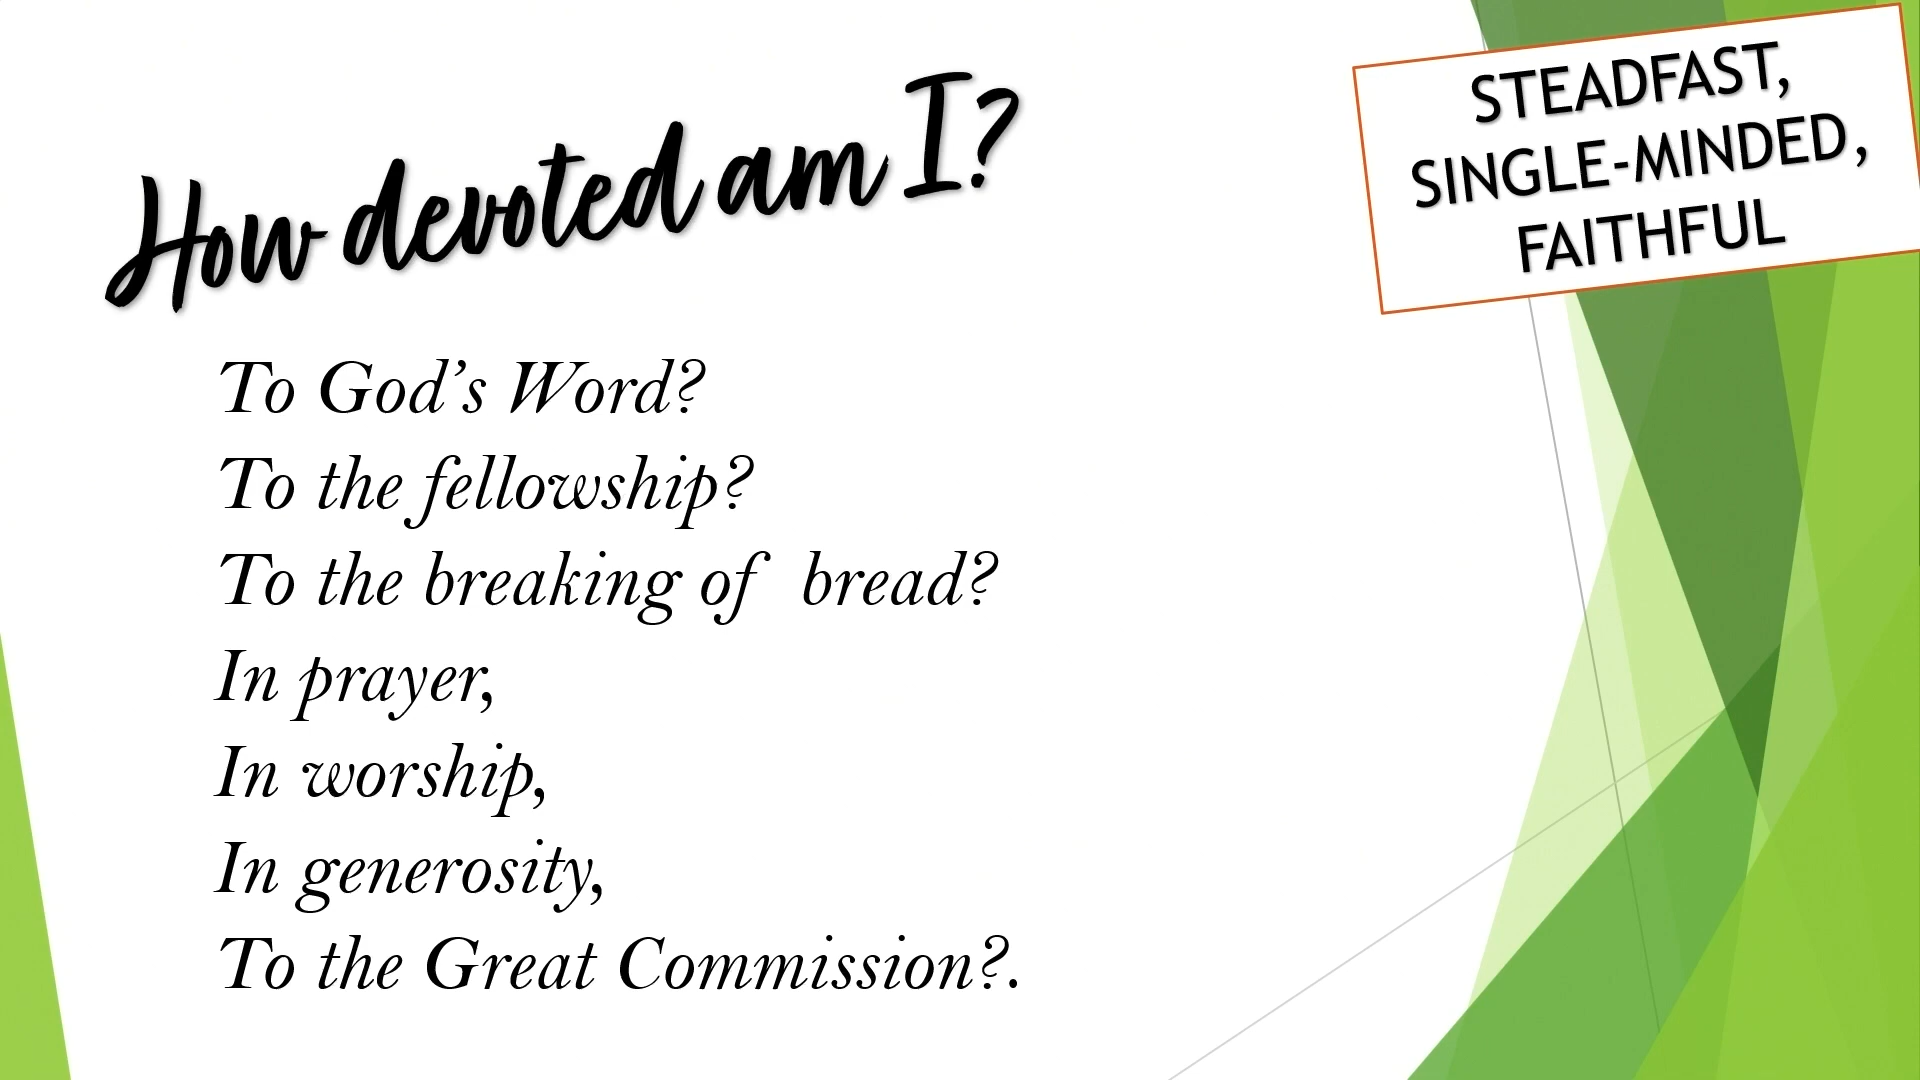 How devoted am I?
STEADFAST,
SINGLE-MINDED,
FAITHFUL
To God’s Word?
To the fellowship?
To the breaking of  bread?
In prayer,
In worship,
In generosity,
To the Great Commission?.